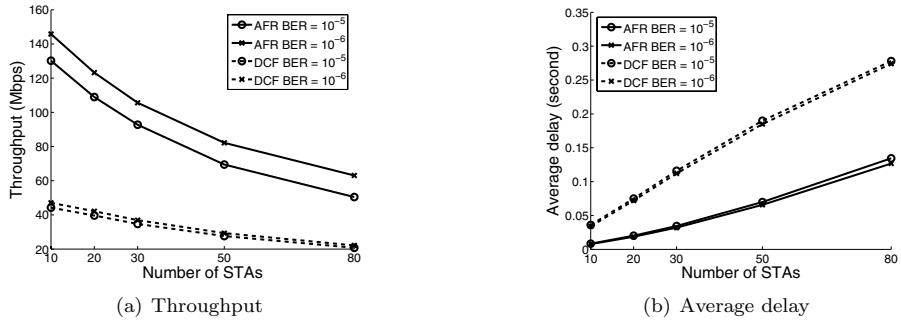 160
140
120
100
80
60
40
20
Throughput (Mbps)
10 20 30 50 80
Number of STAs
AFR BER = 10⁻⁵
AFR BER = 10⁻⁶
DCF BER = 10⁻⁵
DCF BER = 10⁻⁶
(a) Throughput
0.35
0.3
0.25
0.2
0.15
0.1
0.05
0
Average delay (second)
10 20 30 50 80
Number of STAs
AFR BER = 10⁻⁵
AFR BER = 10⁻⁶
DCF BER = 10⁻⁵
DCF BER = 10⁻⁶
(b) Average delay